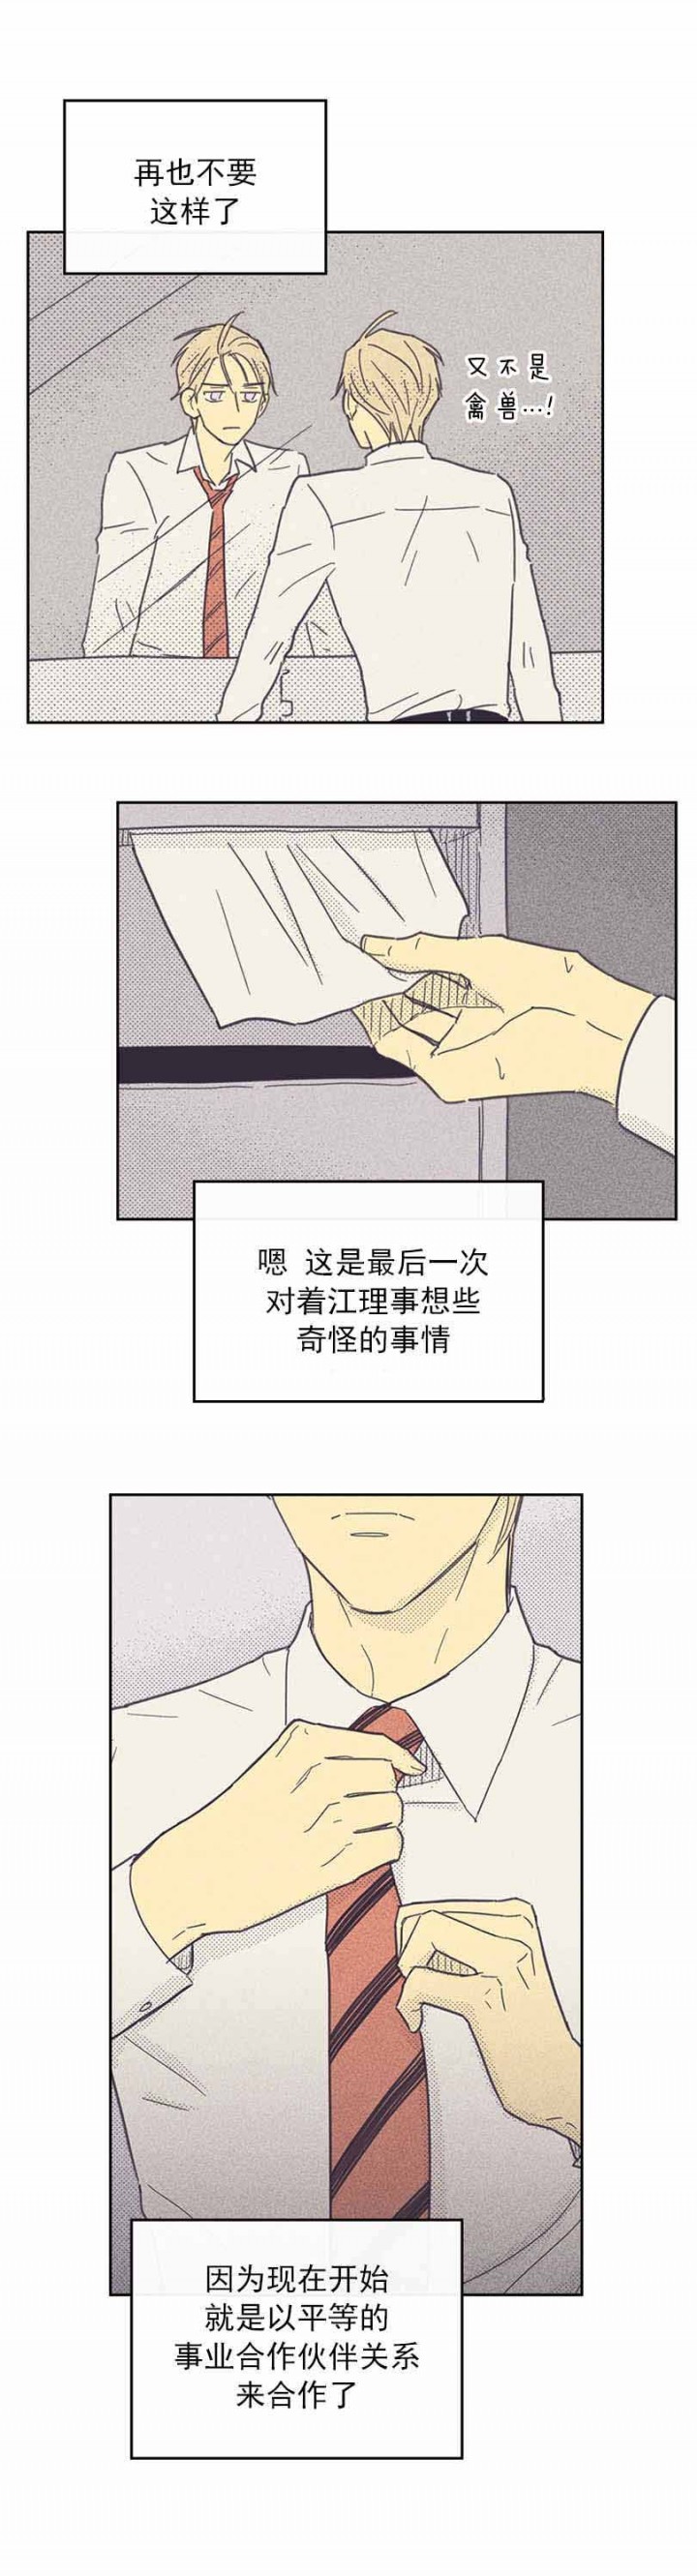 再也不要
这样了
又不是
禽兽...!
嗯 这是最后一次
对着江理事想些
奇怪的事情
因为现在开始
就是以平等的
事业合作伙伴关系
来合作了